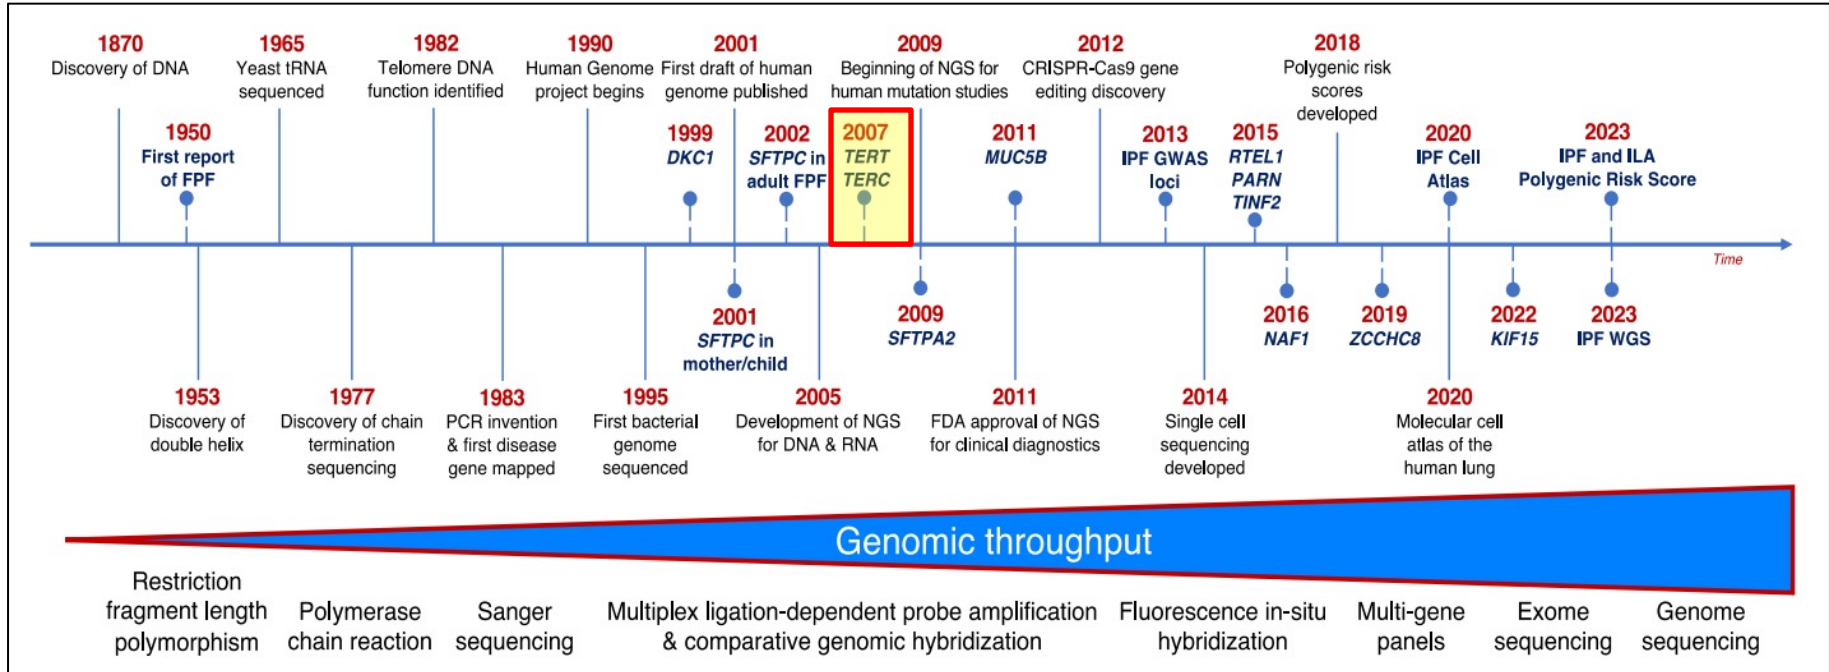 1870
Discovery of DNA
1965
Yeast tRNA
sequenced
1982
Telomere DNA
function identified
1990
Human Genome
project begins
2001
First draft of human
genome published
2009
Beginning of NGS for
human mutation studies
2012
CRISPR-Cas9 gene
editing discovery
2018
Polygenic risk
scores
developed
1950
First report
of FPF
1999
DKC1
2002
SFTPC in
adult FPF
2007
TERT
TERC
2011
MUC5B
2013
IPF GWAS
loci
2015
RTEL1
PARN
TINF2
2020
IPF Cell
Atlas
2023
IPF and ILA
Polygenic Risk Score
Time
2001
SFTPC in
mother/child
2009
SFTPA2
2016
NAF1
2019
ZCCHC8
2022
KIF15
2023
IPF WGS
1953
Discovery of
double helix
1977
Discovery of chain
termination
sequencing
1983
PCR invention
& first disease
gene mapped
1995
First bacterial
genome
sequenced
2005
Development of NGS
for DNA & RNA
2011
FDA approval of NGS
for clinical diagnostics
2014
Single cell
sequencing
developed
2020
Molecular cell
atlas of the
human lung
Genomic throughput
Restriction
fragment length
polymorphism
Polymerase
chain reaction
Sanger
sequencing
Multiplex ligation-dependent probe amplification
& comparative genomic hybridization
Fluorescence in-situ
hybridization
Multi-gene
panels
Exome
sequencing
Genome
sequencing